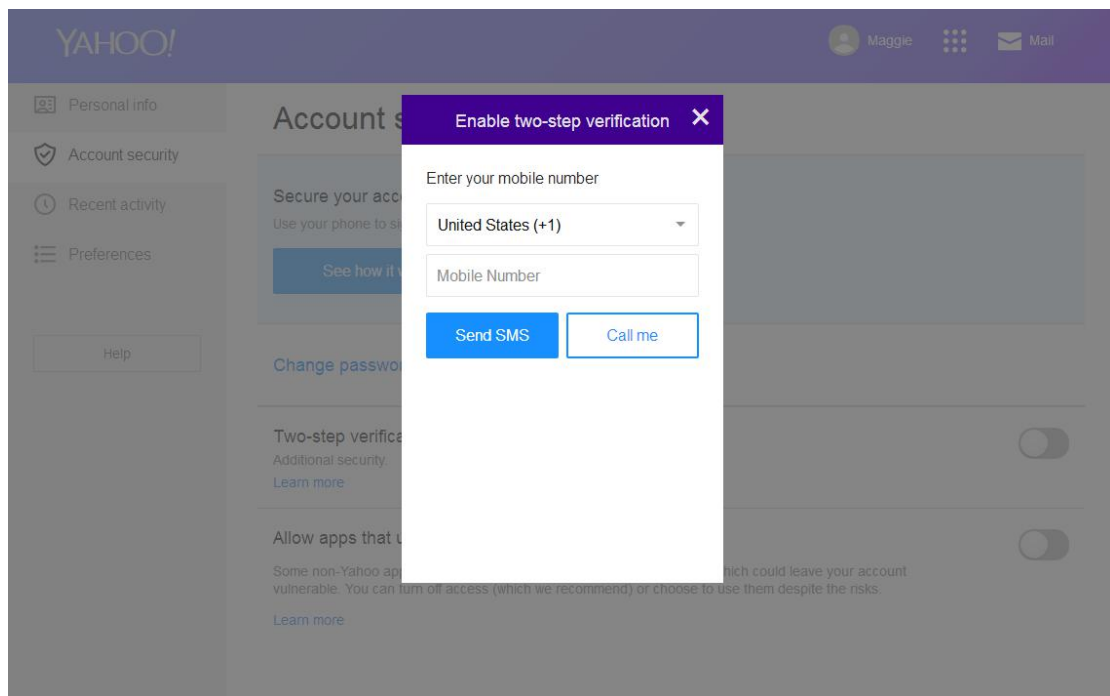 YAHOO!
Maggie
Mail
Personal info
Account security
Recent activity
Preferences
Help
Account s
Secure your acc
Use your phone to si
See how it
Change passwo
Two-step verifica
Additional security.
Learn more
Allow apps that u
Some non-Yahoo ap hich could leave your account
vulnerable. You can turn off access (which we recommend) or choose to use them despite the risks.
Learn more
Enable two-step verification
Enter your mobile number
United States (+1)
Mobile Number
Send SMS
Call me